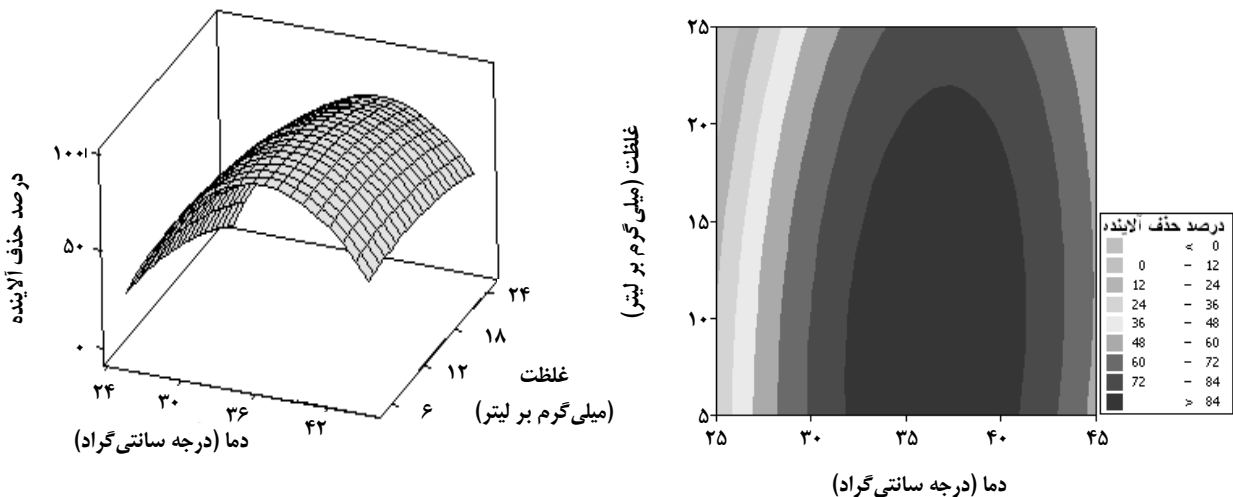 درصد حذف آلاینده
۱۰۰
۵۰
۰
۲۴
۳۰
۳۶
۴۲
دما (درجه سانتی‌گراد)
۶
۱۲
۱۸
۲۴
غلظت
(میلی‌گرم بر لیتر)
غلظت (میلی‌گرم بر لیتر)
۲۵
۲۰
۱۵
۱۰
۵
۲۵
۳۰
۳۵
۴۰
۴۵
دما (درجه سانتی‌گراد)
درصد حذف آلاینده
> 0
0 – 12
12 – 24
24 – 36
36 – 48
48 – 60
60 – 72
72 – 84
> 84